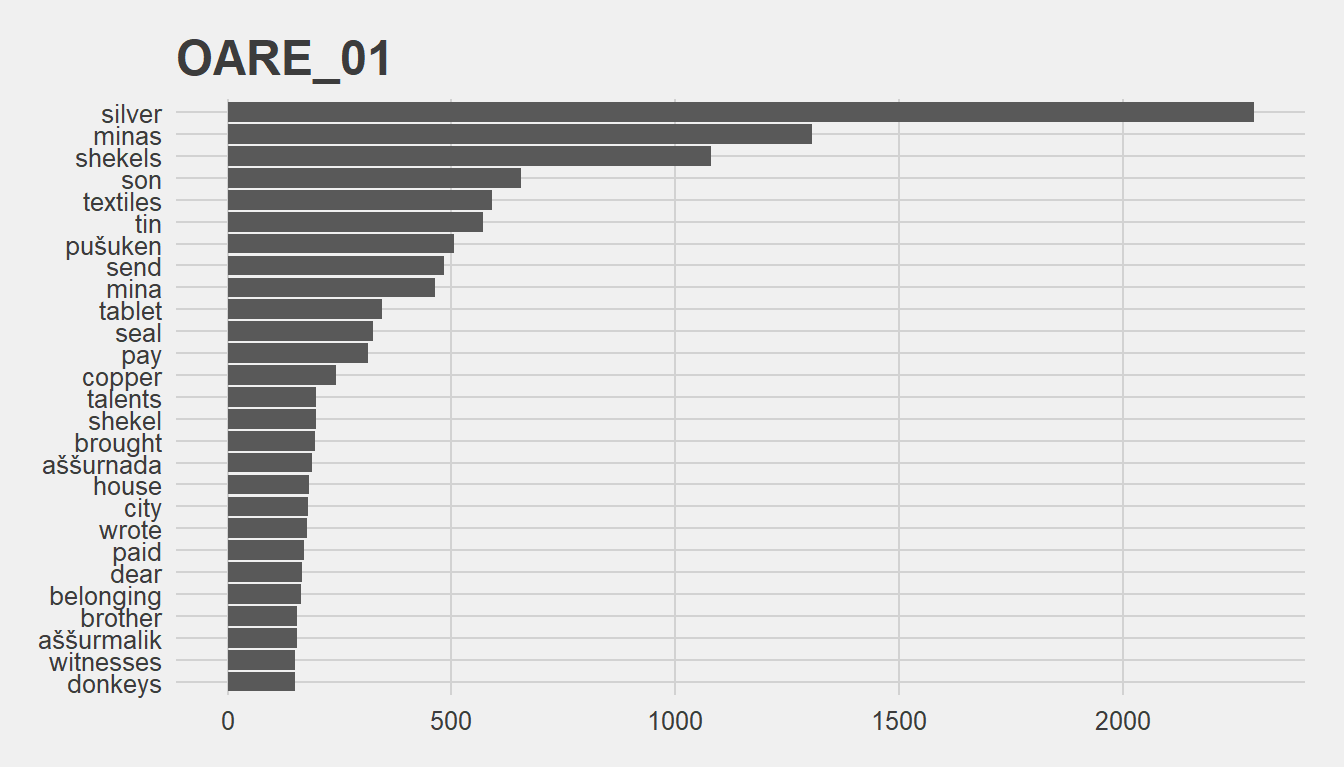 OARE_01
silver
minas
shekels
son
textiles
tin
pušuken
send
mina
tablet
seal
pay
copper
talents
shekel
brought
aššurnada
house
city
wrote
paid
dear
belonging
brother
aššurmalik
witnesses
donkeys
0 500 1000 1500 2000